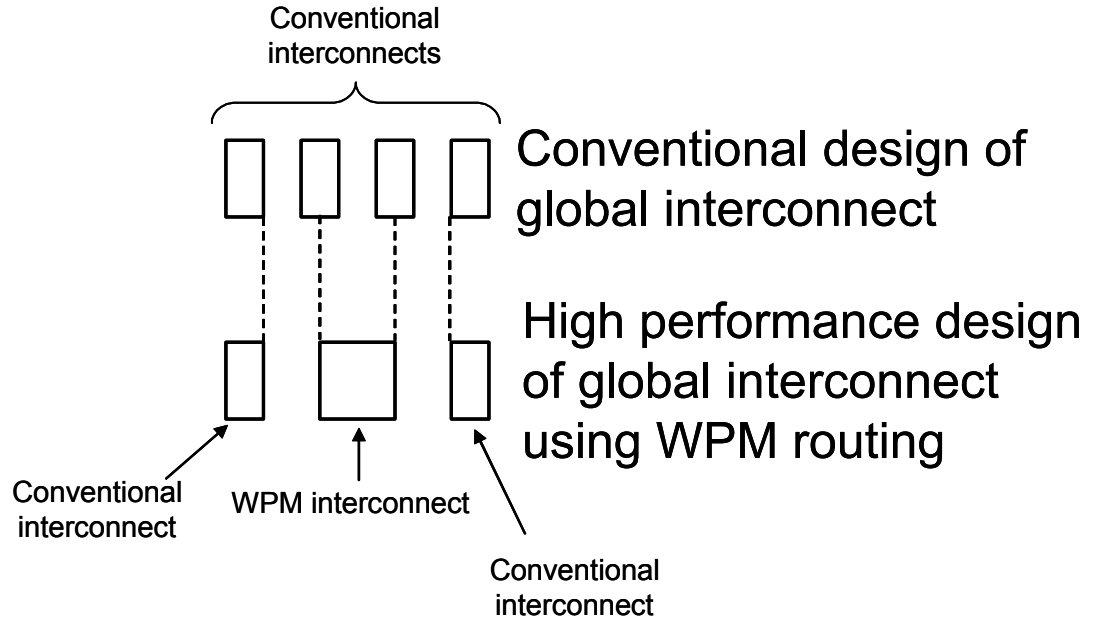 Conventional
interconnects
Conventional design of
global interconnect
High performance design
of global interconnect
using WPM routing
Conventional
interconnect
WPM interconnect
Conventional
interconnect